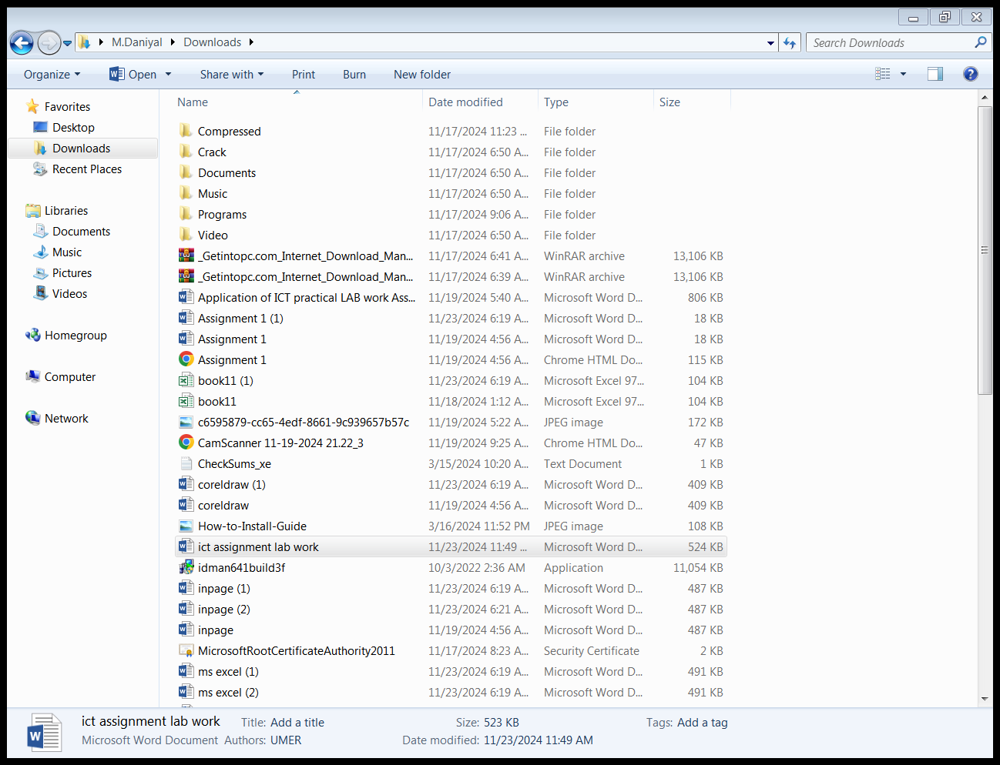 M.Daniyal Downloads
Search Downloads
Organize Open Share with Print Burn New folder
Name Date modified Type Size
Favorites
Desktop
Downloads
Recent Places
Libraries
Documents
Music
Pictures
Videos
Homegroup
Computer
Network
Compressed 11/17/2024 11:23 ... File folder
Crack 11/17/2024 6:50 A... File folder
Documents 11/17/2024 6:50 A... File folder
Music 11/17/2024 6:50 A... File folder
Programs 11/17/2024 9:06 A... File folder
Video 11/17/2024 6:50 A... File folder
_Getintopc.com_Internet_Download_Man... 11/17/2024 6:41 A... WinRAR archive 13,106 KB
_Getintopc.com_Internet_Download_Man... 11/17/2024 6:39 A... WinRAR archive 13,106 KB
Application of ICT practical LAB work Ass... 11/19/2024 5:40 A... Microsoft Word D... 806 KB
Assignment 1 (1) 11/23/2024 6:19 A... Microsoft Word D... 18 KB
Assignment 1 11/19/2024 4:56 A... Microsoft Word D... 18 KB
Assignment 1 11/19/2024 4:56 A... Chrome HTML Do... 115 KB
book11 (1) 11/23/2024 6:19 A... Microsoft Excel 97... 104 KB
book11 11/18/2024 1:12 A... Microsoft Excel 97... 104 KB
c6595879-cc65-4edf-8661-9c939657b57c 11/19/2024 5:22 A... JPEG image 172 KB
CamScanner 11-19-2024 21.22_3 11/19/2024 9:25 A... Chrome HTML Do... 47 KB
CheckSums_xe 3/15/2024 10:20 A... Text Document 1 KB
coreldraw (1) 11/23/2024 6:19 A... Microsoft Word D... 409 KB
coreldraw 11/19/2024 4:56 A... Microsoft Word D... 409 KB
How-to-Install-Guide 3/16/2024 11:52 PM JPEG image 108 KB
ict assignment lab work 11/23/2024 11:49 ... Microsoft Word D... 524 KB
idman641build3f 10/3/2022 2:36 AM Application 11,054 KB
inpage (1) 11/23/2024 6:19 A... Microsoft Word D... 487 KB
inpage (2) 11/23/2024 6:21 A... Microsoft Word D... 487 KB
inpage 11/19/2024 4:56 A... Microsoft Word D... 487 KB
MicrosoftRootCertificateAuthority2011 11/17/2024 8:23 A... Security Certificate 2 KB
ms excel (1) 11/23/2024 6:19 A... Microsoft Word D... 491 KB
ms excel (2) 11/23/2024 6:19 A... Microsoft Word D... 491 KB
ict assignment lab work Title: Add a title Size: 523 KB Tags: Add a tag
Microsoft Word Document Authors: UMER Date modified: 11/23/2024 11:49 AM